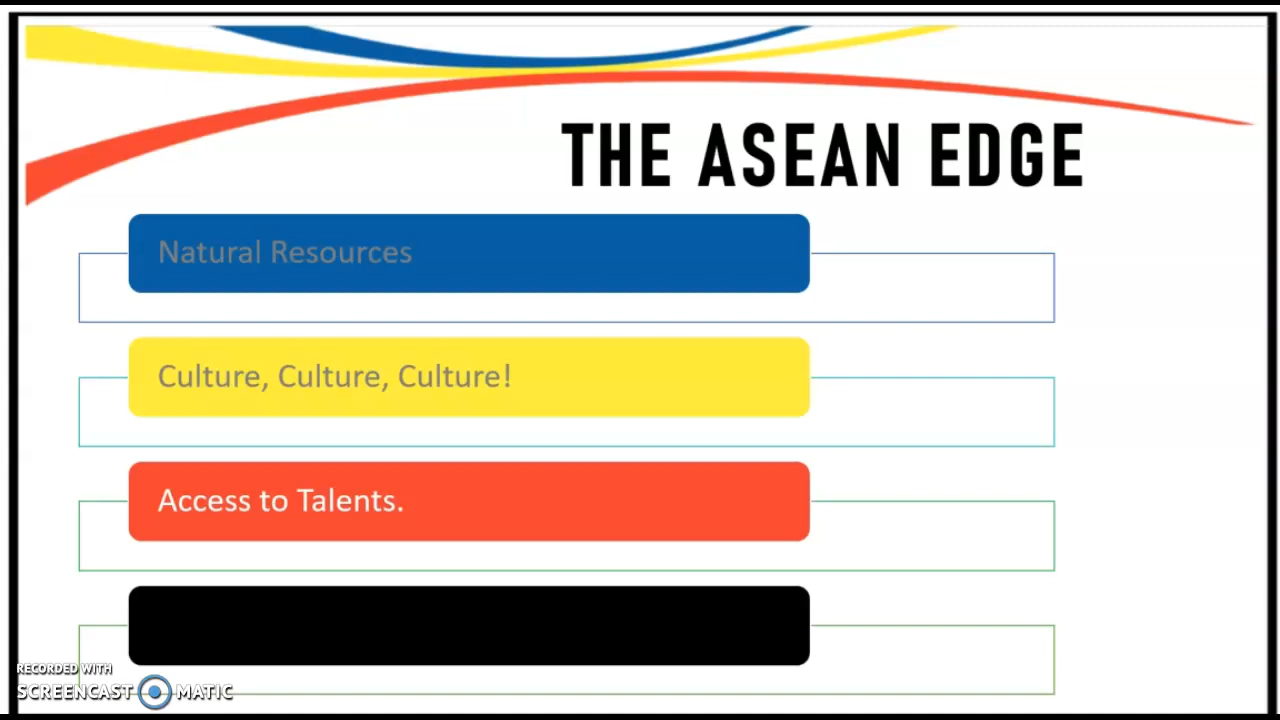 THE ASEAN EDGE
Natural Resources
Culture, Culture, Culture!
Access to Talents.
RECORDED WITH
SCREENCAST MATIC